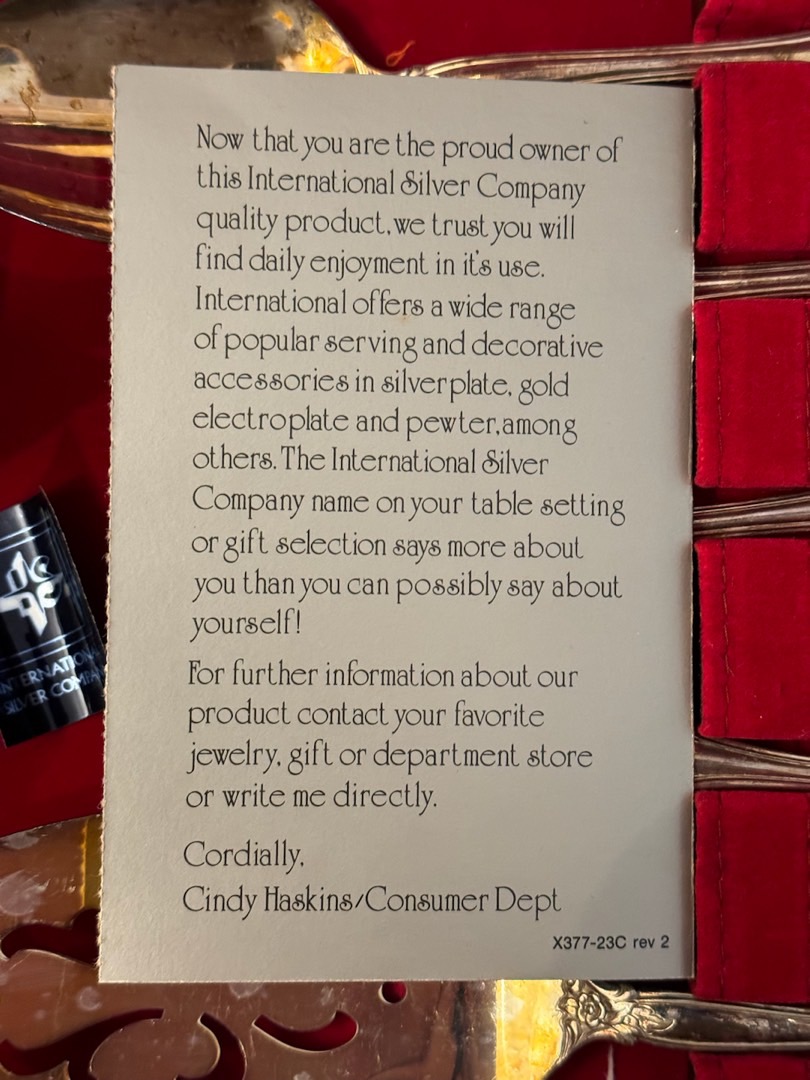 Now that you are the proud owner of
this International Silver Company
quality product, we trust you will
find daily enjoyment in it's use.
International offers a wide range
of popular serving and decorative
accessories in silverplate, gold
electroplate and pewter, among
others. The International Silver
Company name on your table setting
or gift selection says more about
you than you can possibly say about
yourself!
For further information about our
product contact your favorite
jewelry, gift or department store
or write me directly.
Cordially,
Cindy Haskins/Consumer Dept
X377-23C rev 2
SILVER